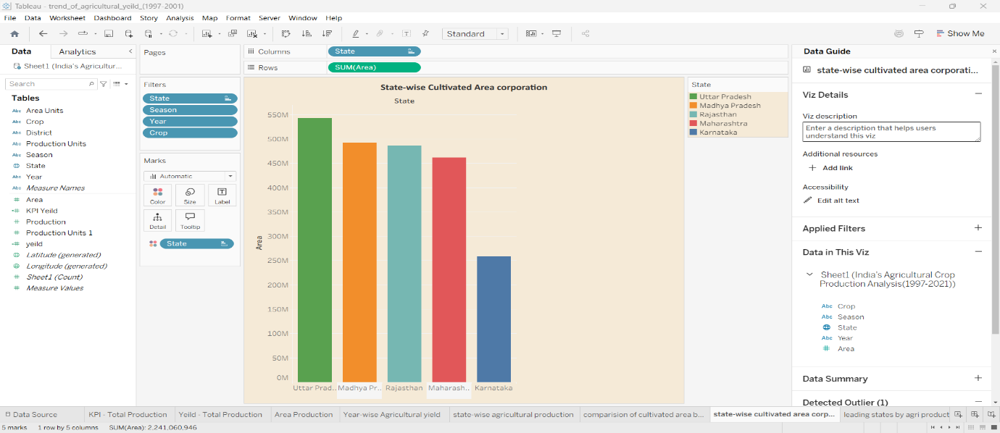 Tableau - trend_of_agricultural_yeild_(1997-2001)
File Data Worksheet Dashboard Story Analysis Map Format Server Window Help
Standard
Show Me
Data Analytics
Sheet1 (India's Agricultur...
Search
Tables
Abc Area Units
Abc Crop
Abc District
Abc Production Units
Abc Season
State
Abc Year
Abc Measure Names
# Area
# KPI Yeild
# Production
# Production Units 1
# yeild
Latitude (generated)
Longitude (generated)
# Sheet1 (Count)
# Measure Values
Pages
Filters
State
Season
Year
Crop
Marks
Automatic
Color Size Label
Detail Tooltip
State
Columns State
Rows SUM(Area)
State-wise Cultivated Area corporation
State
550M
500M
450M
400M
350M
300M
250M
200M
150M
100M
50M
0M
Area
Uttar Prad.. Madhya Pr.. Rajasthan Maharash.. Karnataka
State
Uttar Pradesh
Madhya Pradesh
Rajasthan
Maharashtra
Karnataka
Data Guide
state-wise cultivated area corporati...
Viz Details
Viz description
Enter a description that helps users
understand this viz
Additional resources
Add link
Accessibility
Edit alt text
Applied Filters
Data in This Viz
Sheet1 (India's Agricultural Crop
Production Analysis(1997-2021))
Abc Crop
Abc Season
State
Abc Year
# Area
Data Summary
Detected Outlier (1)
Data Source KPI - Total Production Yeild - Total Production Area Production Year-wise Agricultural yield state-wise agricultural production comparision of cultivated area b... state-wise cultivated area corp... leading states by agri product
5 marks 1 row by 5 columns SUM(Area): 2,241,060,946